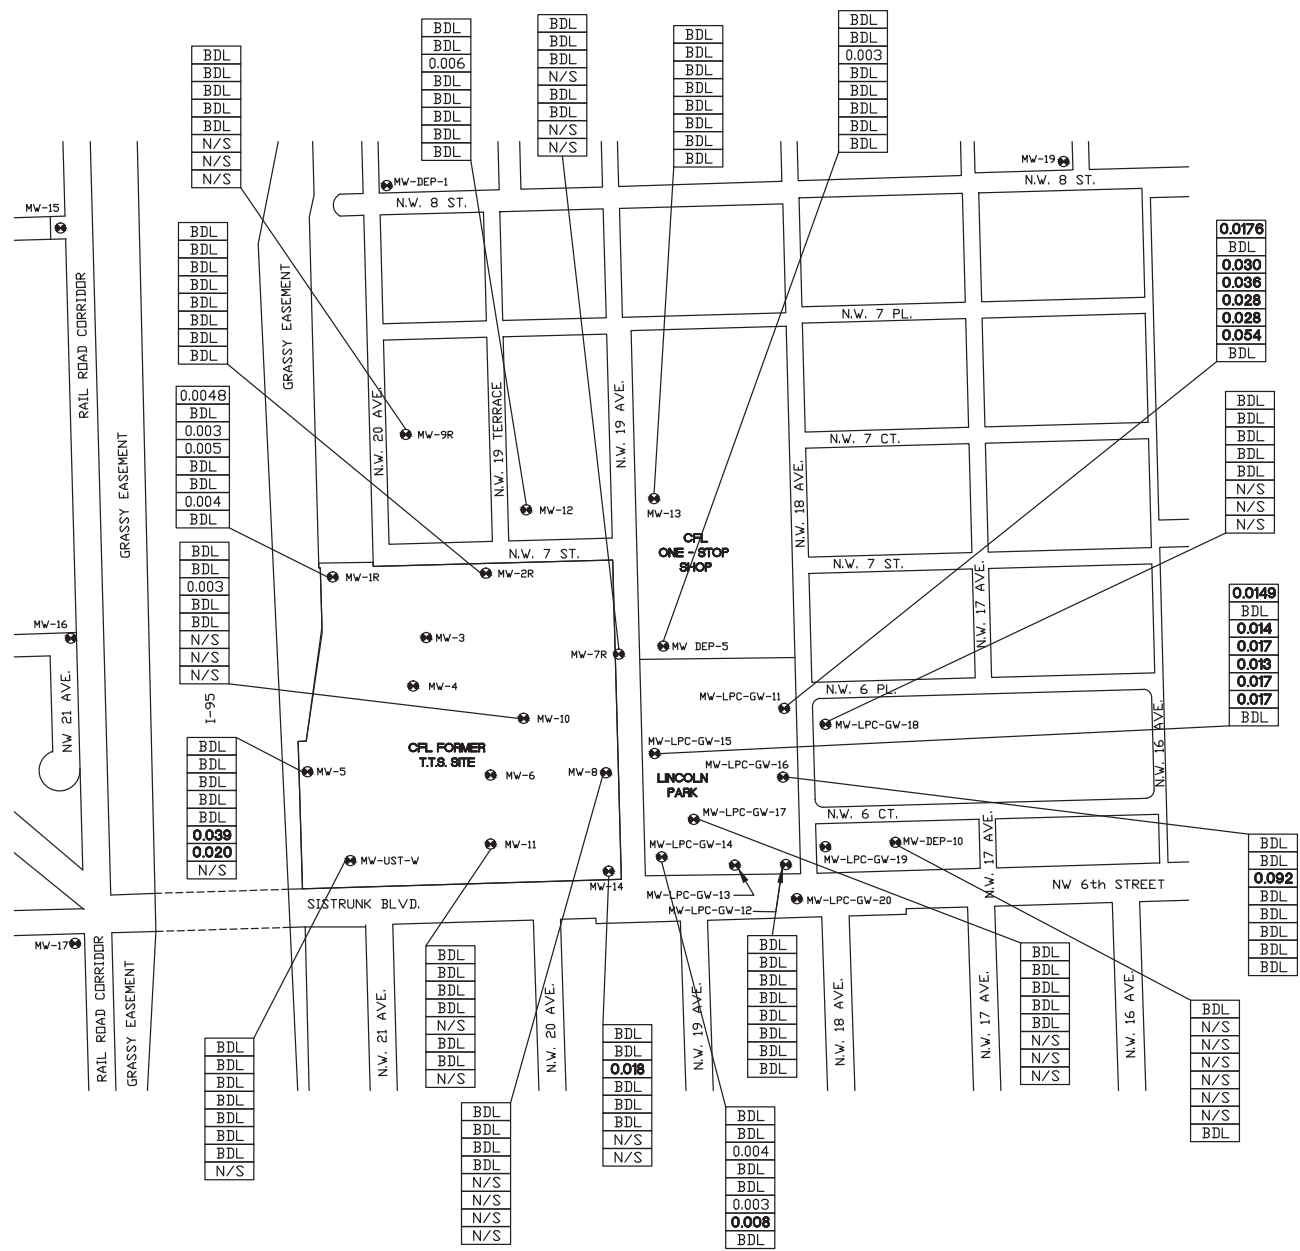 BDL
BDL
BDL
BDL
BDL
N/S
N/S
N/S
BDL
BDL
0.006
BDL
BDL
BDL
BDL
BDL
BDL
BDL
BDL
N/S
BDL
BDL
N/S
N/S
BDL
BDL
BDL
BDL
BDL
BDL
BDL
BDL
BDL
BDL
0.003
BDL
BDL
BDL
BDL
BDL
MW-15
MW-DEP-1
N.W. 8 ST.
MW-19
N.W. 8 ST.
BDL
BDL
BDL
BDL
BDL
BDL
BDL
BDL
0.0176
BDL
0.030
0.036
0.028
0.028
0.054
BDL
RAIL ROAD CORRIDOR
GRASSY EASEMENT
GRASSY EASEMENT
N.W. 7 PL.
0.0048
BDL
0.003
0.005
BDL
BDL
0.004
BDL
N.W. 20 AVE.
MW-9R
N.W. 19 TERRACE
N.W. 19 AVE.
N.W. 7 CT.
BDL
BDL
BDL
BDL
BDL
N/S
N/S
N/S
MW-12
MW-13
N.W. 18 AVE.
CFL
ONE - STOP
SHOP
N.W. 7 ST.
N.W. 7 ST.
BDL
BDL
0.003
BDL
BDL
N/S
N/S
N/S
MW-1R
MW-2R
N.W. 17 AVE.
0.0149
BDL
0.014
0.017
0.013
0.017
0.017
BDL
MW-16
MW-3
MW-7R
MW DEP-5
MW-4
N.W. 6 PL.
NW 21 AVE.
I-95
MW-10
MW-LPC-GW-11
MW-LPC-GW-18
N.W. 16 AVE.
BDL
BDL
BDL
BDL
BDL
0.039
0.020
N/S
CFL FORMER
T.T.S. SITE
MW-LPC-GW-15
MW-LPC-GW-16
MW-5
MW-6
MW-8
LINCOLN
PARK
MW-LPC-GW-17
N.W. 6 CT.
MW-11
MW-LPC-GW-14
MW-DEP-10
MW-LPC-GW-19
N.W. 17 AVE.
BDL
BDL
0.092
BDL
BDL
BDL
BDL
BDL
MW-UST-W
MW-14
MW-LPC-GW-13
MW-LPC-GW-12
MW-LPC-GW-20
NW 6th STREET
SISTRUNK BLVD.
MW-17
RAIL ROAD CORRIDOR
GRASSY EASEMENT
N.W. 21 AVE.
BDL
BDL
BDL
BDL
N/S
BDL
BDL
N/S
N.W. 20 AVE.
N.W. 19 AVE.
BDL
BDL
BDL
BDL
BDL
BDL
BDL
BDL
N.W. 18 AVE.
N.W. 17 AVE.
BDL
BDL
BDL
BDL
BDL
N/S
N/S
N/S
N.W. 16 AVE.
BDL
N/S
N/S
N/S
N/S
N/S
N/S
BDL
BDL
BDL
BDL
BDL
BDL
BDL
BDL
N/S
BDL
BDL
0.018
BDL
BDL
BDL
N/S
N/S
BDL
BDL
BDL
BDL
N/S
N/S
N/S
N/S
BDL
BDL
0.004
BDL
BDL
0.003
0.008
BDL